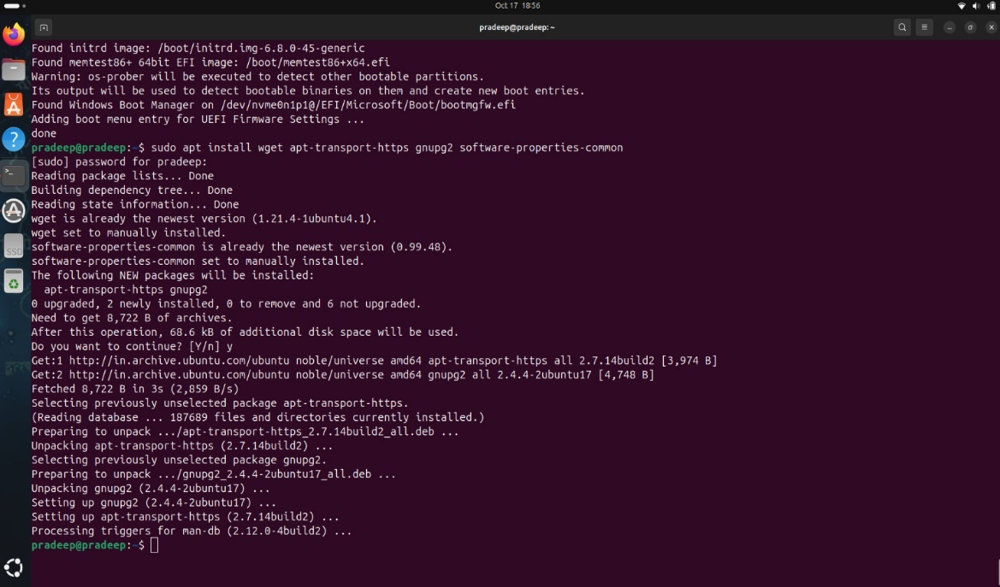 Oct 17 18:56
pradeep@pradeep: ~
Found initrd image: /boot/initrd.img-6.8.0-45-generic
Found memtest86+ 64bit EFI image: /boot/memtest86+x64.efi
Warning: os-prober will be executed to detect other bootable partitions.
Its output will be used to detect bootable binaries on them and create new boot entries.
Found Windows Boot Manager on /dev/nvme0n1p1@/EFI/Microsoft/Boot/bootmgfw.efi
Adding boot menu entry for UEFI Firmware Settings ...
done
pradeep@pradeep:~$ sudo apt install wget apt-transport-https gnupg2 software-properties-common
[sudo] password for pradeep:
Reading package lists... Done
Building dependency tree... Done
Reading state information... Done
wget is already the newest version (1.21.4-1ubuntu4.1).
wget set to manually installed.
software-properties-common is already the newest version (0.99.48).
software-properties-common set to manually installed.
The following NEW packages will be installed:
  apt-transport-https gnupg2
0 upgraded, 2 newly installed, 0 to remove and 6 not upgraded.
Need to get 8,722 B of archives.
After this operation, 68.6 kB of additional disk space will be used.
Do you want to continue? [Y/n] y
Get:1 http://in.archive.ubuntu.com/ubuntu noble/universe amd64 apt-transport-https all 2.7.14build2 [3,974 B]
Get:2 http://in.archive.ubuntu.com/ubuntu noble/universe amd64 gnupg2 all 2.4.4-2ubuntu17 [4,748 B]
Fetched 8,722 B in 3s (2,859 B/s)
Selecting previously unselected package apt-transport-https.
(Reading database ... 187689 files and directories currently installed.)
Preparing to unpack .../apt-transport-https_2.7.14build2_all.deb ...
Unpacking apt-transport-https (2.7.14build2) ...
Selecting previously unselected package gnupg2.
Preparing to unpack .../gnupg2_2.4.4-2ubuntu17_all.deb ...
Unpacking gnupg2 (2.4.4-2ubuntu17) ...
Setting up gnupg2 (2.4.4-2ubuntu17) ...
Setting up apt-transport-https (2.7.14build2) ...
Processing triggers for man-db (2.12.0-4build2) ...
pradeep@pradeep:~$
SSD